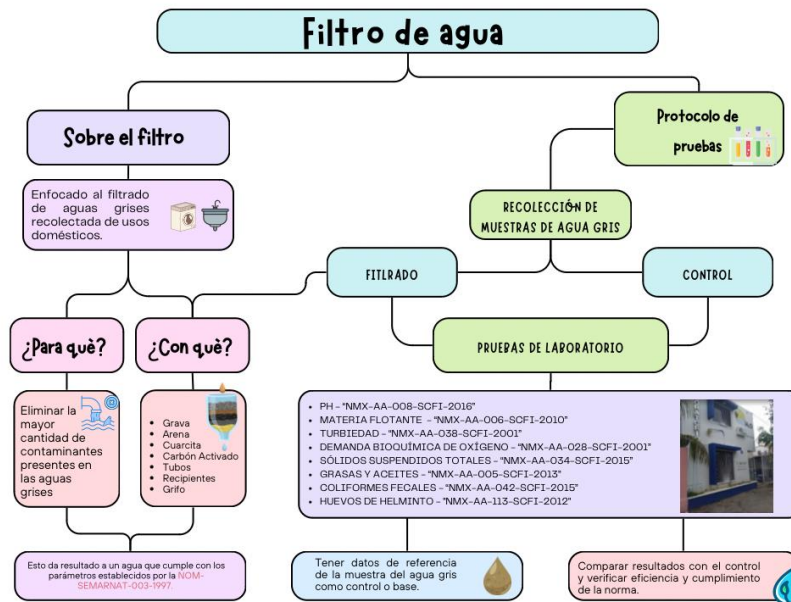 Filtro de agua
Sobre el filtro
Enfocado al filtrado
de aguas grises
recolectada de usos
domésticos.
¿Para què?
¿Con què?
Eliminar la
mayor
cantidad de
contaminantes
presentes en
las aguas
grises
• Grava
• Arena
• Cuarcita
• Carbón Activado
• Tubos
• Recipientes
• Grifo
Esto da resultado a un agua que cumple con los
parámetros establecidos por la NOM-
SEMARNAT-003-1997.
Protocolo de
pruebas
RECOLECCIÓN DE
MUESTRAS DE AGUA GRIS
FITLRADO
CONTROL
PRUEBAS DE LABORATORIO
• PH - "NMX-AA-008-SCFI-2016"
• MATERIA FLOTANTE - "NMX-AA-006-SCFI-2010"
• TURBIEDAD - "NMX-AA-038-SCFI-2001"
• DEMANDA BIOQUÍMICA DE OXÍGENO - "NMX-AA-028-SCFI-2001"
• SÓLIDOS SUSPENDIDOS TOTALES - "NMX-AA-034-SCFI-2015"
• GRASAS Y ACEITES - "NMX-AA-005-SCFI-2013"
• COLIFORMES FECALES - "NMX-AA-042-SCFI-2015"
• HUEVOS DE HELMINTO - "NMX-AA-113-SCFI-2012"
Tener datos de referencia
de la muestra del agua gris
como control o base.
Comparar resultados con el control
y verificar eficiencia y cumplimiento
de la norma.